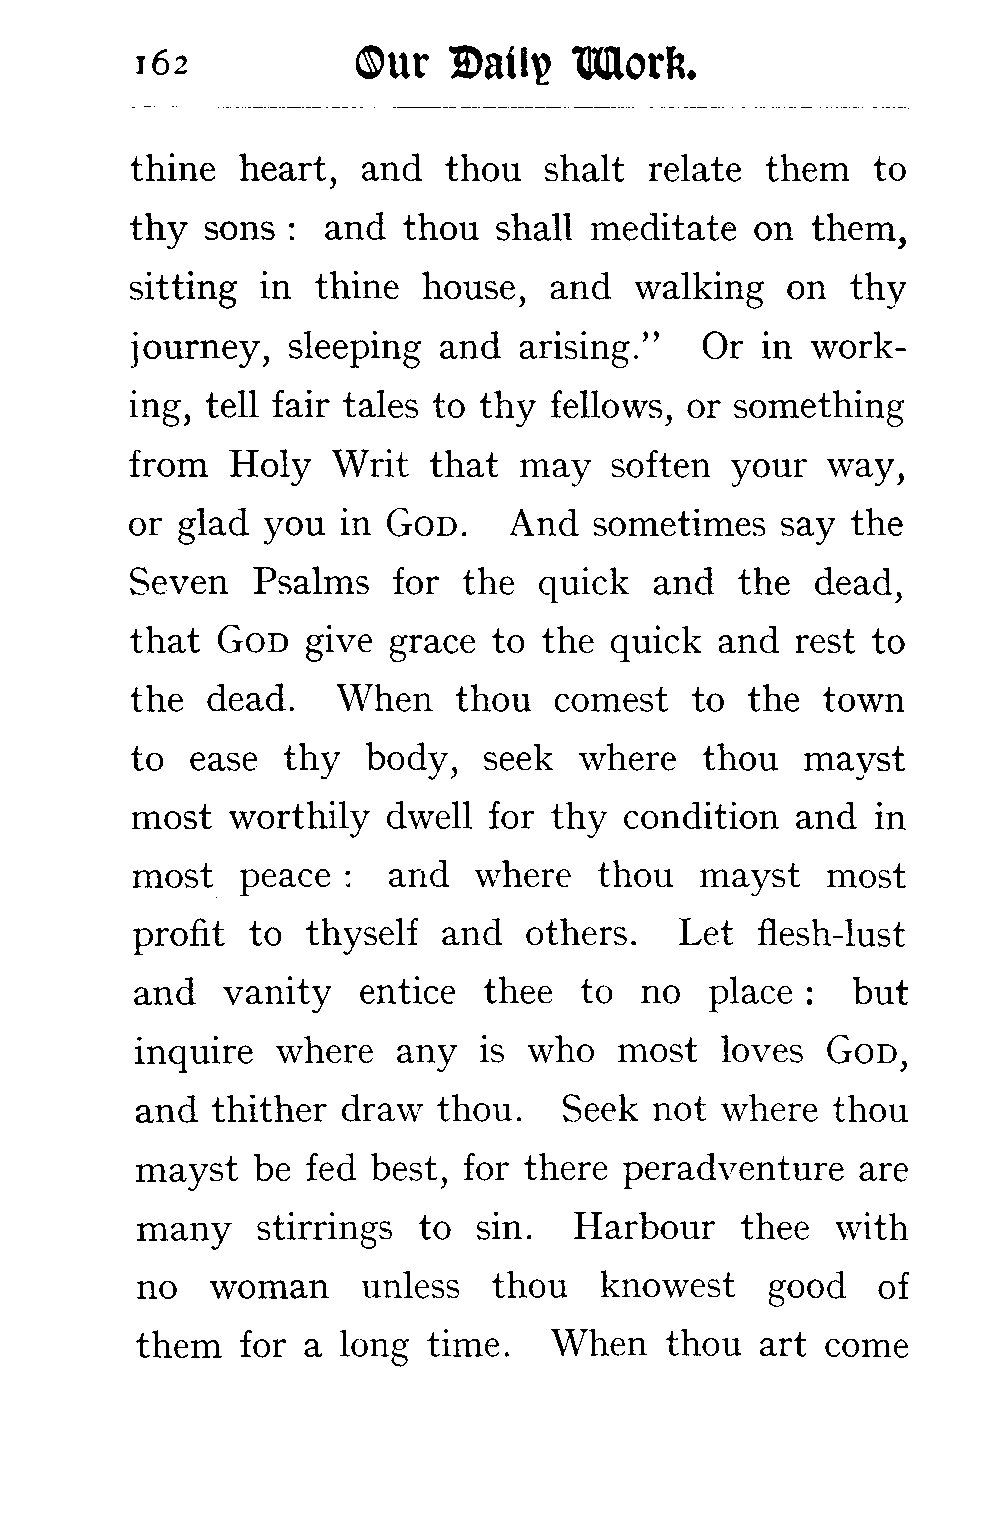 162 Our Daily Work.
thine heart, and thou shalt relate them to
thy sons : and thou shall meditate on them,
sitting in thine house, and walking on thy
journey, sleeping and arising.” Or in work-
ing, tell fair tales to thy fellows, or something
from Holy Writ that may soften your way,
or glad you in GOD. And sometimes say the
Seven Psalms for the quick and the dead,
that GOD give grace to the quick and rest to
the dead. When thou comest to the town
to ease thy body, seek where thou mayst
most worthily dwell for thy condition and in
most peace : and where thou mayst most
profit to thyself and others. Let flesh-lust
and vanity entice thee to no place : but
inquire where any is who most loves GOD,
and thither draw thou. Seek not where thou
mayst be fed best, for there peradventure are
many stirrings to sin. Harbour thee with
no woman unless thou knowest good of
them for a long time. When thou art come